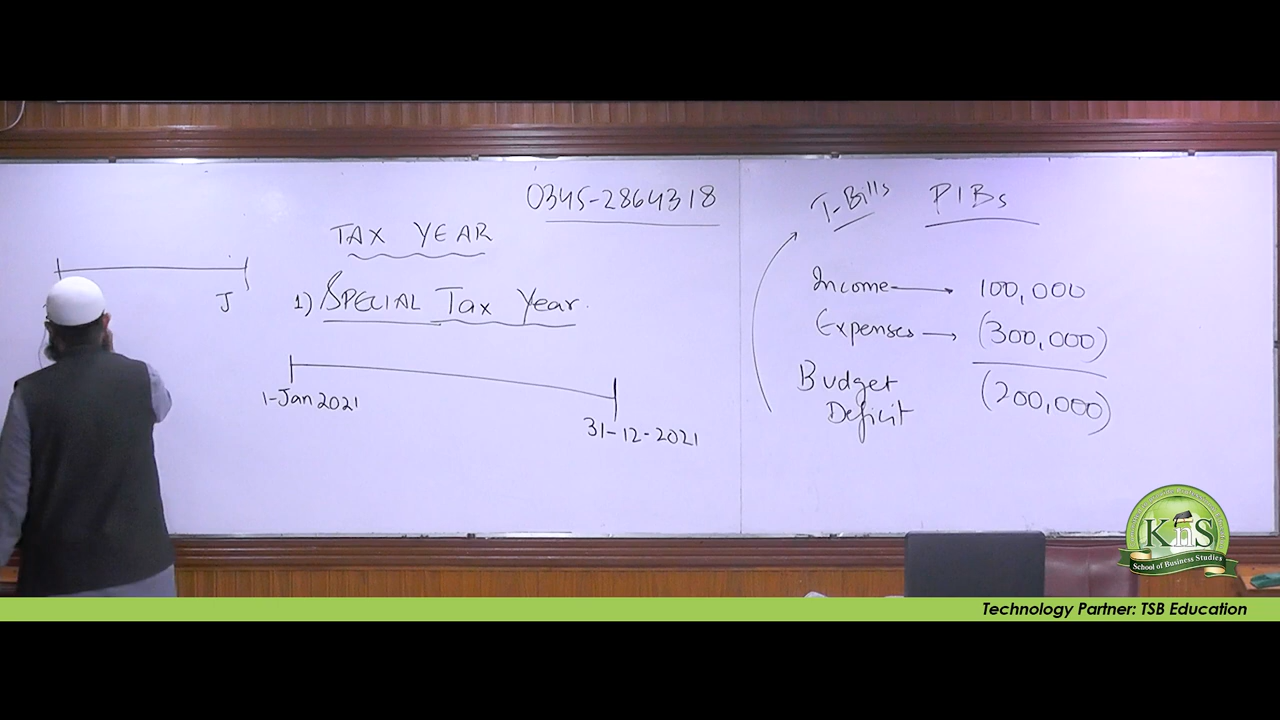 0345-2864318
TAX YEAR
J
1) SPECIAL Tax Year.
1-Jan 2021
31-12-2021
T-Bills PIBs
Income → 100,000
Expenses → (300,000)
Budget
Deficit (200,000)
KnS
School of Business Studies
Technology Partner: TSB Education